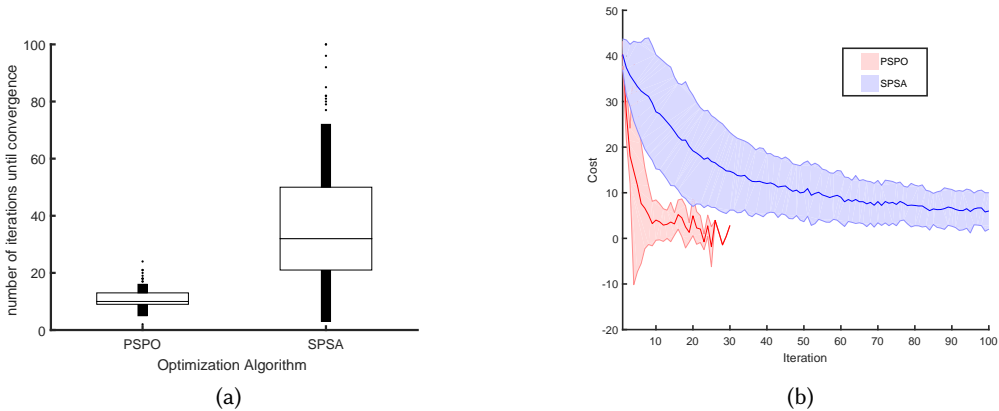 number of iterations until convergence
100
80
60
40
20
0
PSPO SPSA
Optimization Algorithm
(a)
Cost
50
40
30
20
10
0
-10
-20
PSPO
SPSA
10 20 30 40 50 60 70 80 90 100
Iteration
(b)